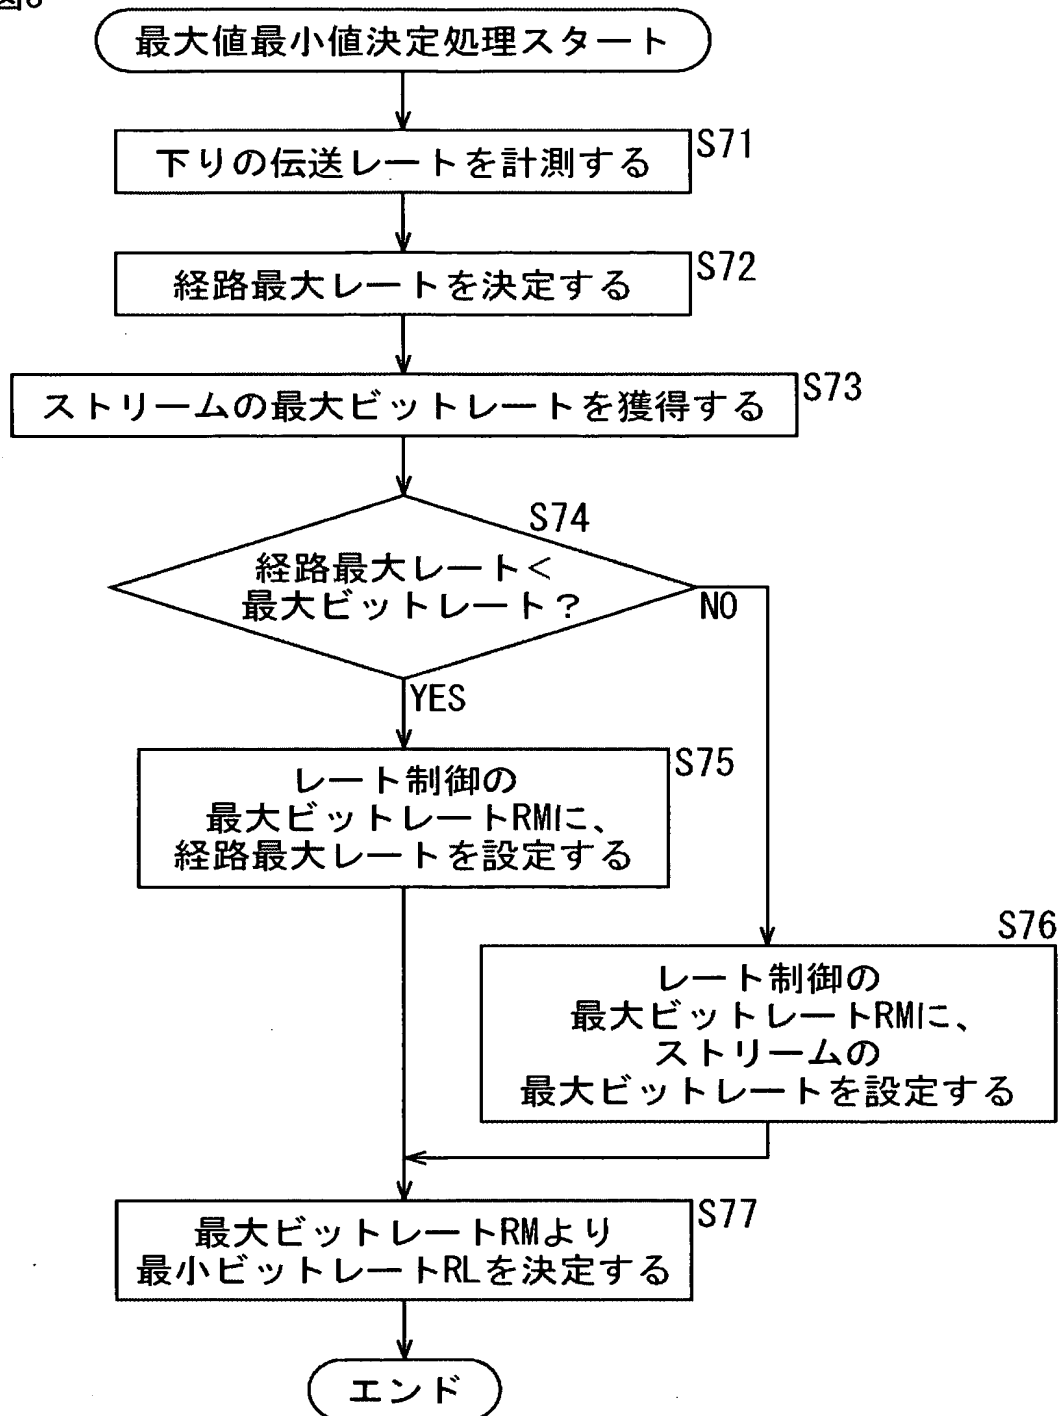 最大値最小値決定処理スタート
S71
下りの伝送レートを計測する
S72
経路最大レートを決定する
S73
ストリームの最大ビットレートを獲得する
S74
経路最大レート<
最大ビットレート?
NO
YES
S75
レート制御の
最大ビットレートRMに、
経路最大レートを設定する
S76
レート制御の
最大ビットレートRMに、
ストリームの
最大ビットレートを設定する
S77
最大ビットレートRMより
最小ビットレートRLを決定する
エンド